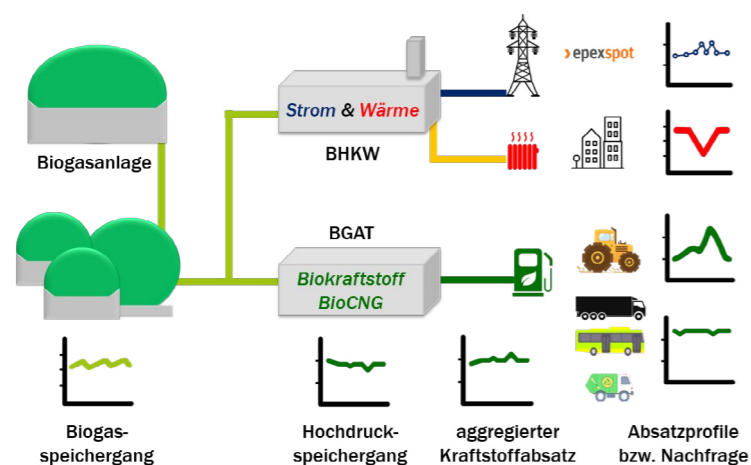 epexspot
Strom & Wärme
Biogasanlage
BHKW
BGAT
Biokraftstoff
BioCNG
Biogas-
speichergang
Hochdruck-
speichergang
aggregierter
Kraftstoffabsatz
Absatzprofile
bzw. Nachfrage